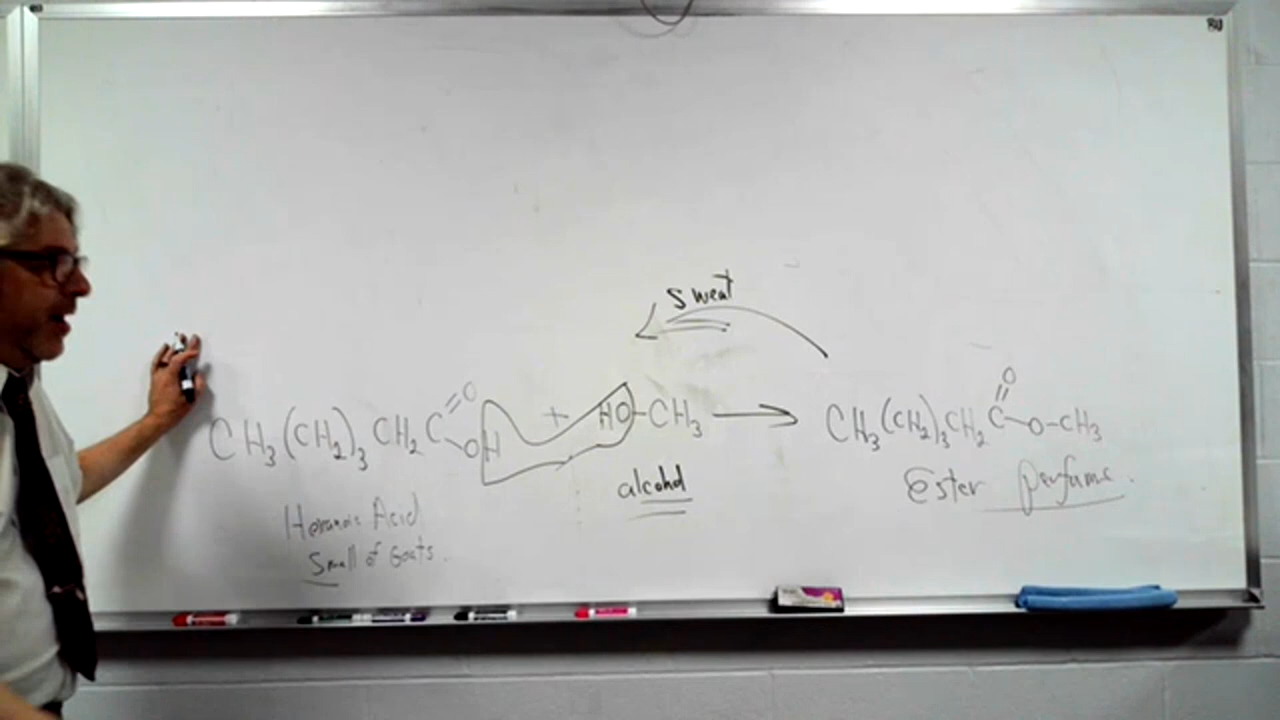 Sweat
CH₃(CH₂)₃CH₂C=O OH + HO-CH₃ → CH₃(CH₂)₃CH₂C=O O-CH₃
alcohol
Ester perfume.
Hexanoic Acid
Smell of Goats.